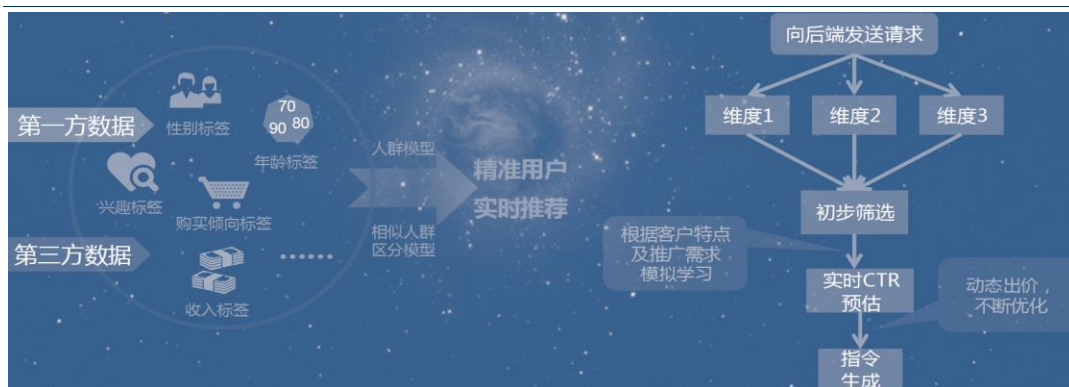 第一方数据
性别标签
70
90 80
年龄标签
兴趣标签
购买倾向标签
第三方数据
收入标签
……
人群模型
相似人群
区分模型
精准用户
实时推荐
向后端发送请求
维度1
维度2
维度3
初步筛选
根据客户特点
及推广需求
模拟学习
实时CTR
预估
动态出价，
不断优化
指令
生成